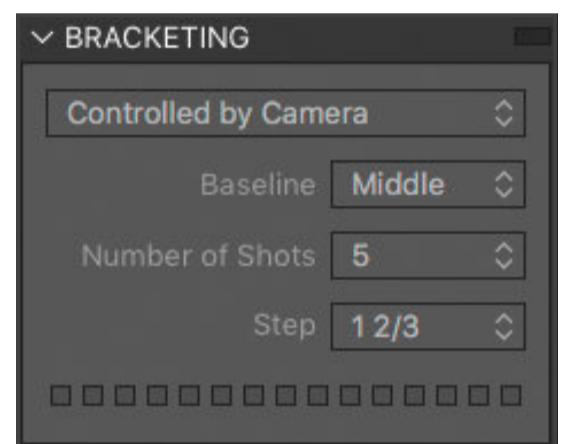 BRACKETING
Controlled by Camera
Baseline Middle
Number of Shots 5
Step 1 2/3